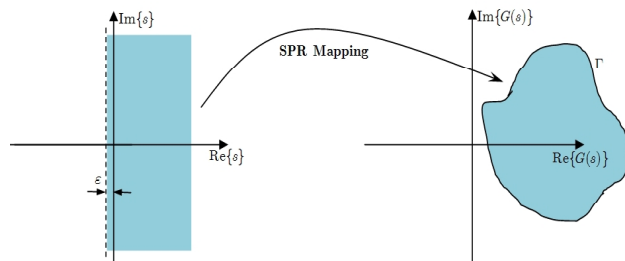 Im{s}
Im{G(s)}
SPR Mapping
Γ
Re{s}
Re{G(s)}
ε